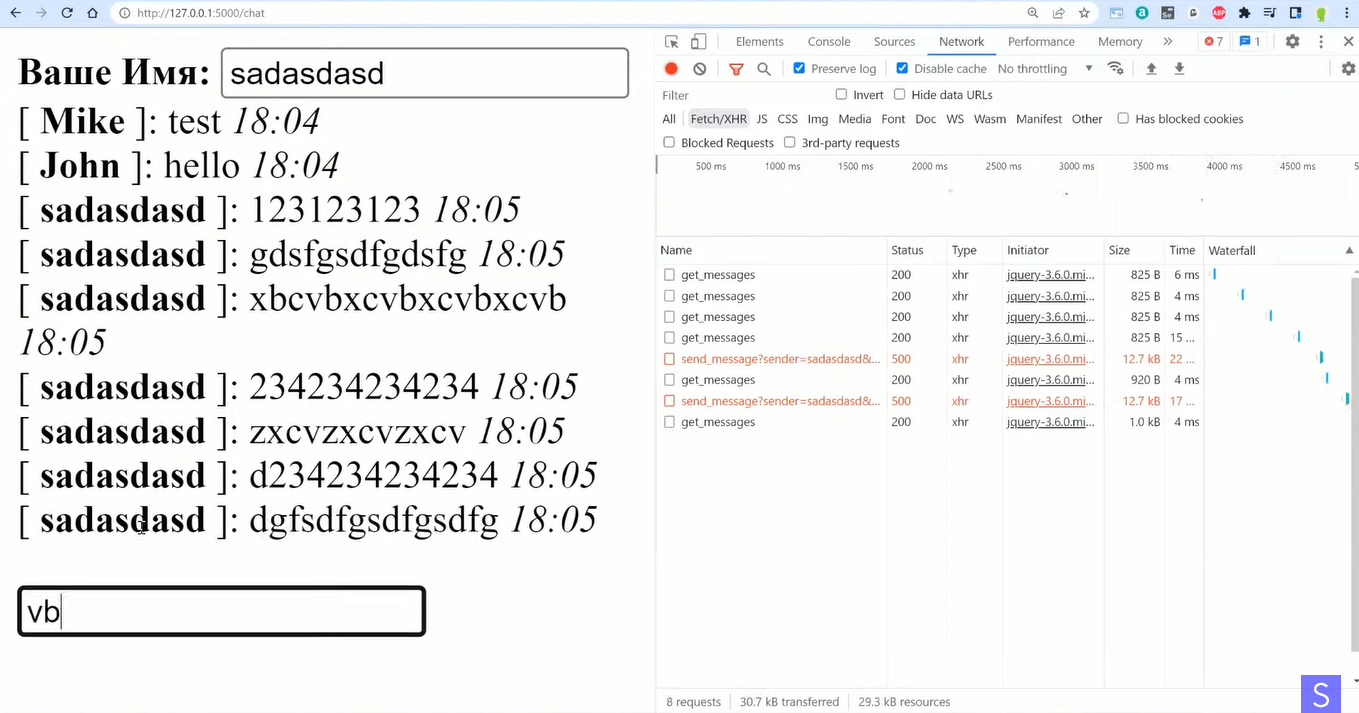 http://127.0.0.1:5000/chat
Ваше Имя: sadasdasd
[ Mike ]: test 18:04
[ John ]: hello 18:04
[ sadasdasd ]: 123123123 18:05
[ sadasdasd ]: gdsfgsdfgdsfg 18:05
[ sadasdasd ]: xbcvbxcvbxcvbxcvb
18:05
[ sadasdasd ]: 234234234234 18:05
[ sadasdasd ]: zxcvzxcvzxcv 18:05
[ sadasdasd ]: d234234234234 18:05
[ sadasdasd ]: dgfsdfgsdfgsdfg 18:05
vb
Elements Console Sources Network Performance Memory » 7 1
Preserve log Disable cache No throttling
Filter Invert Hide data URLs
All Fetch/XHR JS CSS Img Media Font Doc WS Wasm Manifest Other Has blocked cookies
Blocked Requests 3rd-party requests
500 ms 1000 ms 1500 ms 2000 ms 2500 ms 3000 ms 3500 ms 4000 ms 4500 ms 5
Name Status Type Initiator Size Time Waterfall
get_messages 200 xhr jquery-3.6.0.mi... 825 B 6 ms
get_messages 200 xhr jquery-3.6.0.mi... 825 B 4 ms
get_messages 200 xhr jquery-3.6.0.mi... 825 B 4 ms
get_messages 200 xhr jquery-3.6.0.mi... 825 B 15 ...
send_message?sender=sadasdasd&... 500 xhr jquery-3.6.0.mi... 12.7 kB 22 ...
get_messages 200 xhr jquery-3.6.0.mi... 920 B 4 ms
send_message?sender=sadasdasd&... 500 xhr jquery-3.6.0.mi... 12.7 kB 17 ...
get_messages 200 xhr jquery-3.6.0.mi... 1.0 kB 4 ms
8 requests 30.7 kB transferred 29.3 kB resources
S